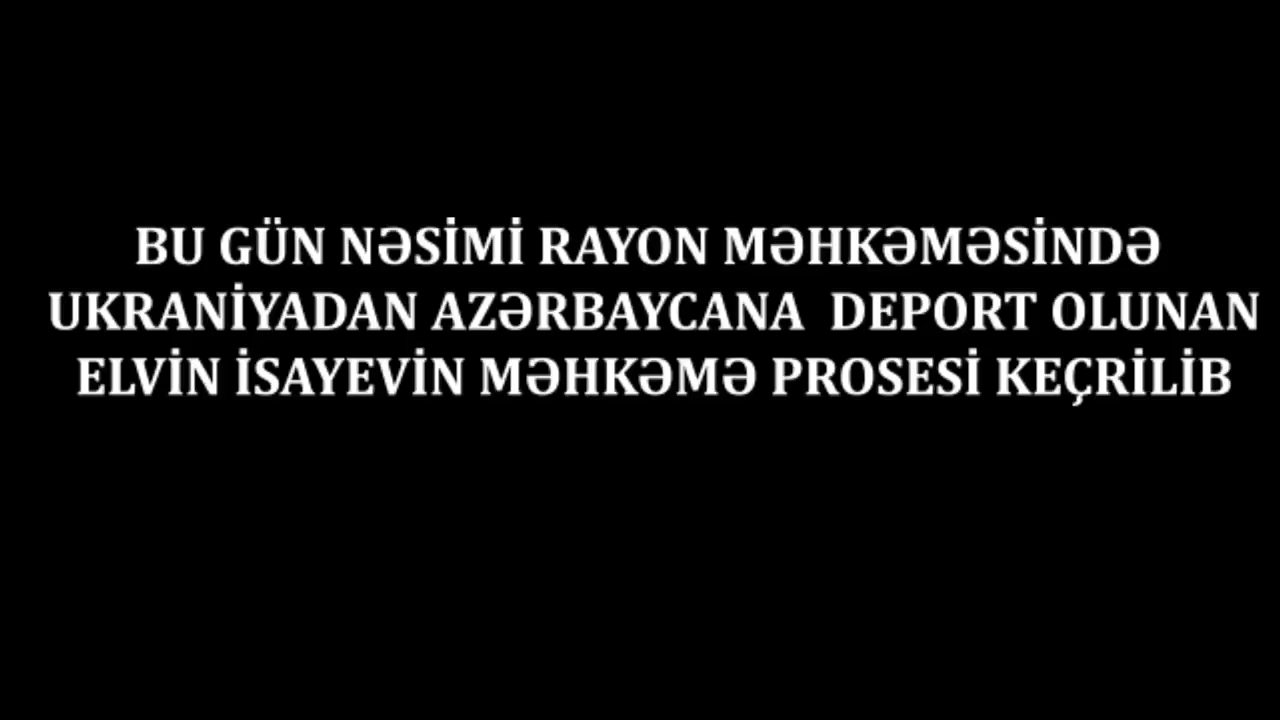 BU GÜN NƏSİMİ RAYON MƏHKƏMƏSİNDƏ
UKRANİYADAN AZƏRBAYCANA DEPORT OLUNAN
ELVİN İSAYEVİN MƏHKƏMƏ PROSESİ KEÇRİLİB